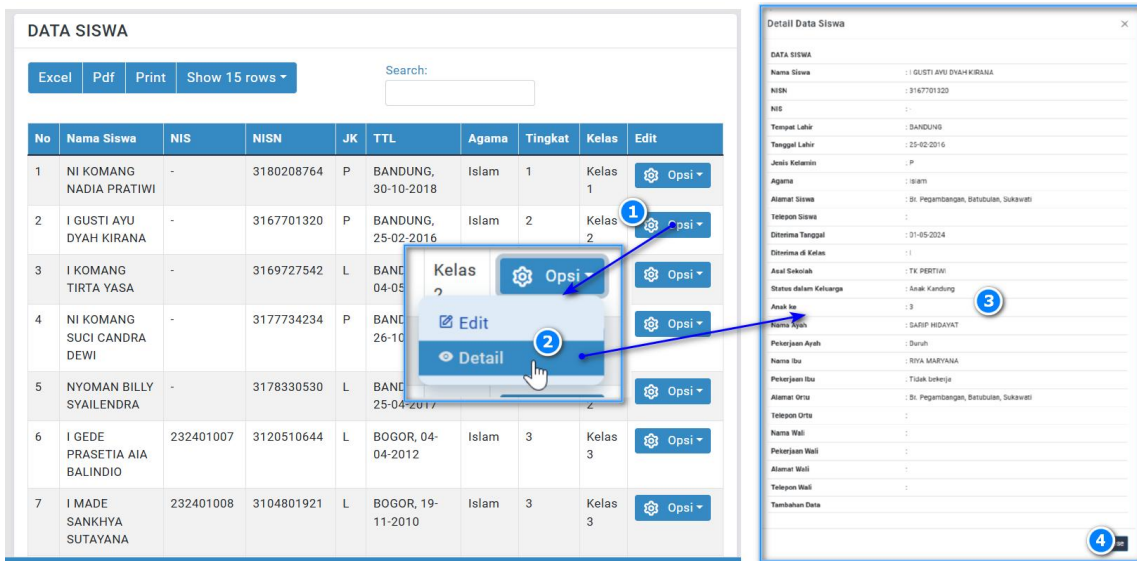 DATA SISWA
Excel Pdf Print Show 15 rows
Search:
No Nama Siswa NIS NISN JK TTL Agama Tingkat Kelas Edit
1 NI KOMANG NADIA PRATIWI - 3180208764 P BANDUNG, 30-10-2018 Islam 1 Kelas 1 Opsi
2 I GUSTI AYU DYAH KIRANA - 3167701320 P BANDUNG, 25-02-2016 Islam 2 Kelas 2 Opsi
3 I KOMANG TIRTA YASA - 3169727542 L BAND 04-05 Opsi
4 NI KOMANG SUCI CANDRA DEWI - 3177734234 P BAND 26-10 Opsi
5 NYOMAN BILLY SYAILENDRA - 3178330530 L BAND 25-04-2017 2 Opsi
6 I GEDE PRASETIA AIA BALINDIO 232401007 3120510644 L BOGOR, 04-04-2012 Islam 3 Kelas 3 Opsi
7 I MADE SANKHYA SUTAYANA 232401008 3104801921 L BOGOR, 19-11-2010 Islam 3 Kelas 3 Opsi
1
Kelas 2 Opsi
Edit
Detail
2
Detail Data Siswa ×
DATA SISWA
Nama Siswa : I GUSTI AYU DYAH KIRANA
NISN : 3167701320
NIS : -
Tempat Lahir : BANDUNG
Tanggal Lahir : 25-02-2016
Jenis Kelamin : P
Agama : Islam
Alamat Siswa : Br. Pegambangan, Batubulan, Sukawati
Telepon Siswa :
Diterima Tanggal : 01-05-2024
Diterima di Kelas : I
Asal Sekolah : TK PERTIWI
Status dalam Keluarga : Anak Kandung
Anak ke : 3
Nama Ayah : SARIP HIDAYAT
Pekerjaan Ayah : Buruh
Nama Ibu : RIYA MARYANA
Pekerjaan Ibu : Tidak bekerja
Alamat Ortu : Br. Pegambangan, Batubulan, Sukawati
Telepon Ortu :
Nama Wali :
Pekerjaan Wali :
Alamat Wali :
Telepon Wali :
Tambahan Data
3
4